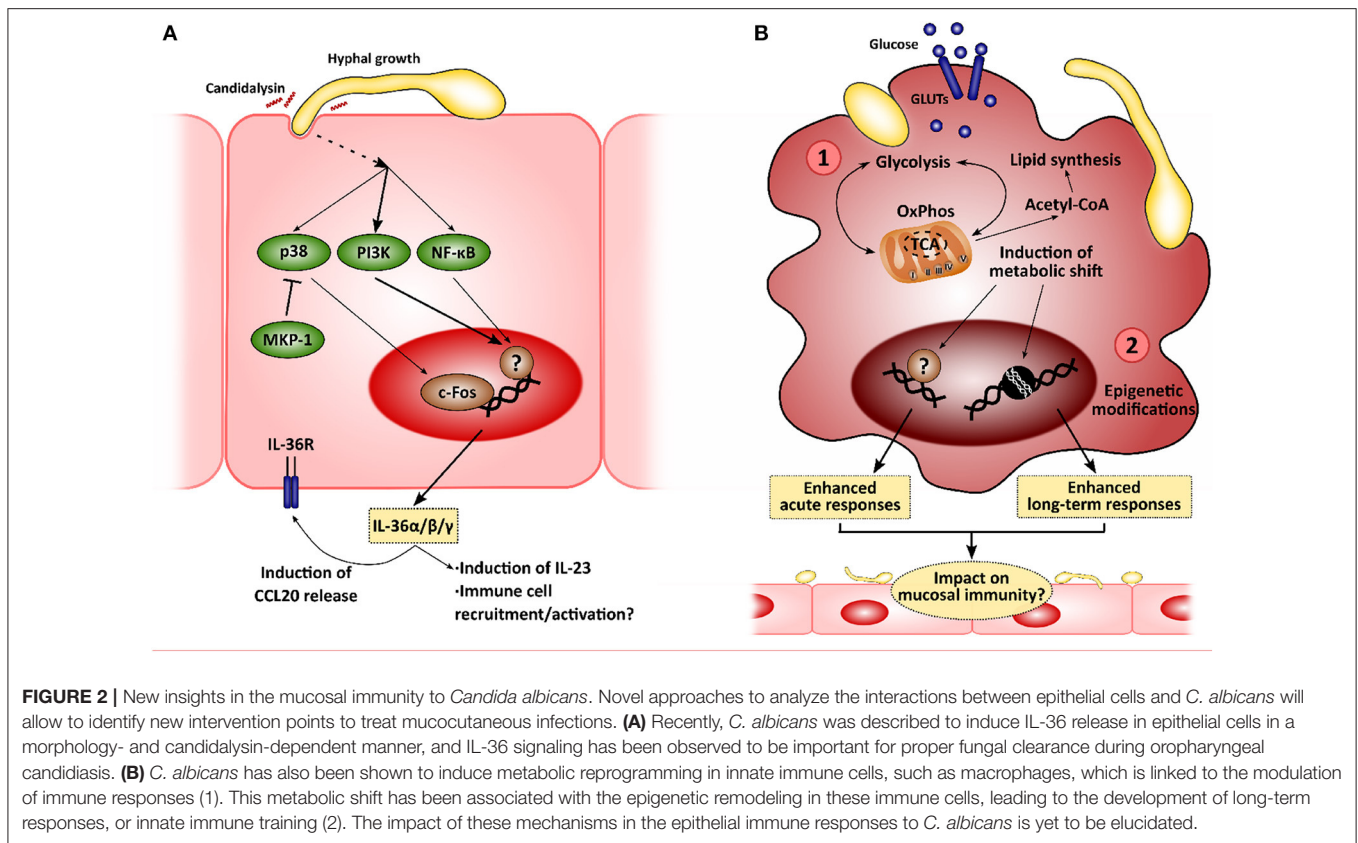 A
Hyphal growth
Candidalysin
p38
PI3K
NF-κB
MKP-1
?
c-Fos
IL-36R
IL-36α/β/γ
Induction of
CCL20 release
·Induction of IL-23
·Immune cell
recruitment/activation?
B
Glucose
GLUTs
1
Glycolysis
Lipid synthesis
Acetyl-CoA
OxPhos
TCA
I II III IV V
Induction of
metabolic shift
?
2
Epigenetic
modifications
Enhanced
acute responses
Enhanced
long-term responses
Impact on
mucosal immunity?
FIGURE 2 | New insights in the mucosal immunity to Candida albicans. Novel approaches to analyze the interactions between epithelial cells and C. albicans will
allow to identify new intervention points to treat mucocutaneous infections. (A) Recently, C. albicans was described to induce IL-36 release in epithelial cells in a
morphology- and candidalysin-dependent manner, and IL-36 signaling has been observed to be important for proper fungal clearance during oropharyngeal
candidiasis. (B) C. albicans has also been shown to induce metabolic reprogramming in innate immune cells, such as macrophages, which is linked to the modulation
of immune responses (1). This metabolic shift has been associated with the epigenetic remodeling in these immune cells, leading to the development of long-term
responses, or innate immune training (2). The impact of these mechanisms in the epithelial immune responses to C. albicans is yet to be elucidated.